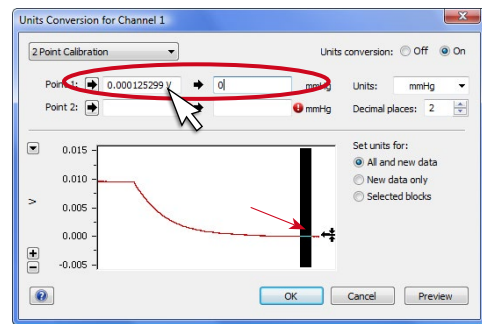 Units Conversion for Channel 1
2 Point Calibration
Units conversion: Off On
Point 1: 0.000125299 V 0 mmHg Units: mmHg
Point 2: mmHg Decimal places: 2
Set units for:
All and new data
New data only
Selected blocks
0.015
0.010
V
0.005
0.000
-0.005
OK Cancel Preview